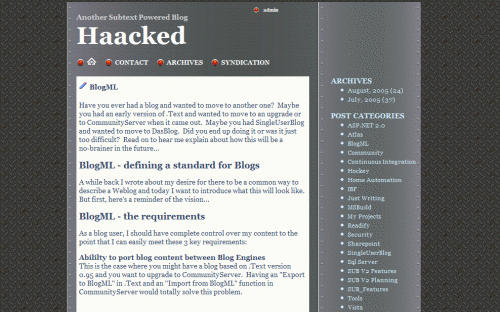 admin
Another Subtext Powered Blog
Haacked
CONTACT
ARCHIVES
SYNDICATION
BlogML
Have you ever had a blog and wanted to move to another one? Maybe
you had an early version of .Text and wanted to move to an upgrade or
to CommunityServer when it came out. Maybe you had SingleUserBlog
and wanted to move to DasBlog. Did you end up doing it or was it just
too difficult? Read on to hear me explain about how this will be a
no-brainer in the future...
BlogML - defining a standard for Blogs
A while back I wrote about my desire for there to be a common way to
describe a Weblog and today I want to introduce what this will look like.
But first, here's a reminder of the vision...
BlogML - the requirements
As a blog user, I should have complete control over my content to the
point that I can easily meet these 3 key requirements:
Ability to port blog content between Blog Engines
This is the case where you might have a blog based on .Text version
0.95 and you want to upgrade to CommunityServer. Having an "Export
to BlogML" in .Text and an "Import from BlogML" function in
CommunityServer would totally solve this problem.
ARCHIVES
August, 2005 (24)
July, 2005 (37)
POST CATEGORIES
ASP.NET 2.0
Atlas
BlogML
Community
Continuous Integration
Hockey
Home Automation
IBF
Just Writing
MSBuild
My Projects
Readify
Security
Sharepoint
SingleUserBlog
Sql Server
SUB V2 Features
SUB V2 Planning
SUB_Features
Tools
Vista